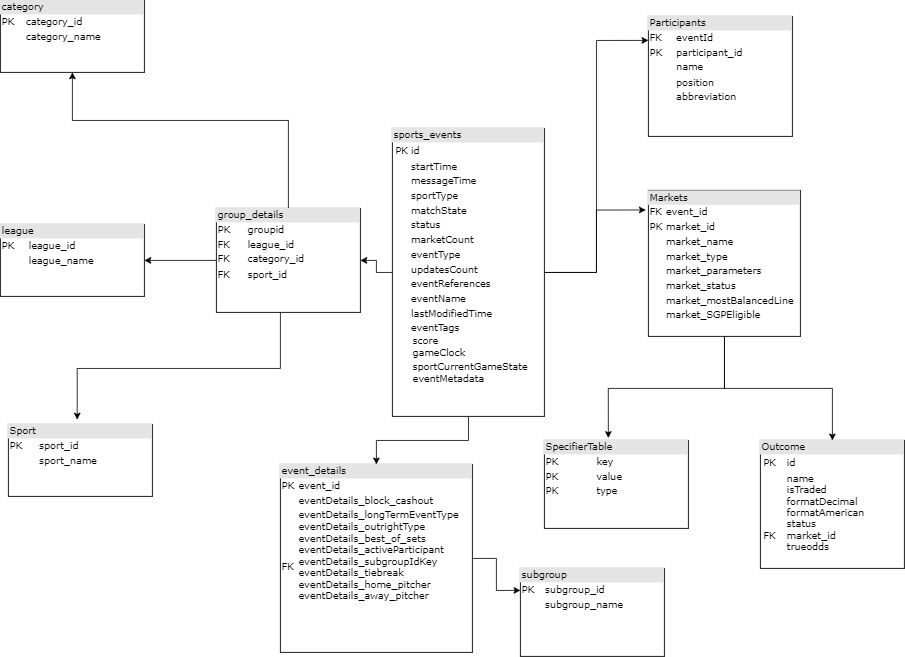 category
PK category_id
category_name
Participants
FK eventId
PK participant_id
name
position
abbreviation
sports_events
PK id
startTime
messageTime
sportType
matchState
status
marketCount
eventType
updatesCount
eventReferences
eventName
lastModifiedTime
eventTags
score
gameClock
sportCurrentGameState
eventMetadata
Markets
FK event_id
PK market_id
market_name
market_type
market_parameters
market_status
market_mostBalancedLine
market_SGPEligible
group_details
PK groupid
FK league_id
FK category_id
FK sport_id
league
PK league_id
league_name
Sport
PK sport_id
sport_name
event_details
PK event_id
eventDetails_block_cashout
eventDetails_longTermEventType
eventDetails_outrightType
eventDetails_best_of_sets
eventDetails_activeParticipant
FK eventDetails_subgroupIdKey
eventDetails_tiebreak
eventDetails_home_pitcher
eventDetails_away_pitcher
SpecifierTable
PK key
PK value
PK type
Outcome
PK id
name
isTraded
formatDecimal
formatAmerican
status
FK market_id
trueodds
subgroup
PK subgroup_id
subgroup_name